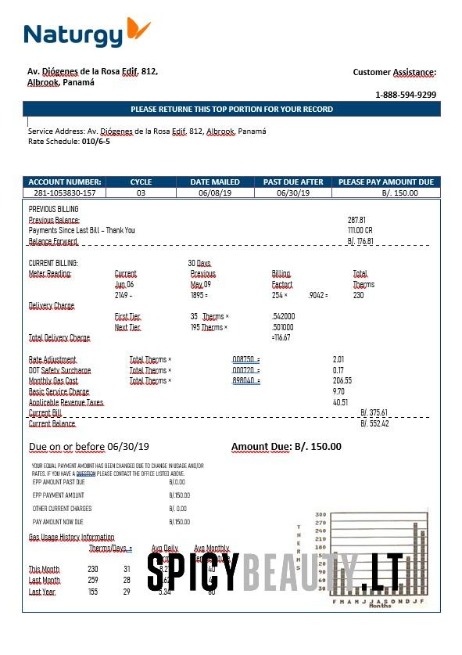 Naturgy
Av. Diógenes de la Rosa Edif. 812,
Albrook, Panamá
Customer Assistance:
1-888-594-9299
PLEASE RETURNE THIS TOP PORTION FOR YOUR RECORD
Service Address: Av. Diógenes de la Rosa Edif, 812, Albrook, Panamá
Rate Schedule: 010/6-5
ACCOUNT NUMBER: CYCLE DATE MAILED PAST DUE AFTER PLEASE PAY AMOUNT DUE
281-1053830-157 03 06/08/19 06/30/19 B/. 150.00
PREVIOUS BILLING
Previous Balance: 287.81
Payments Since Last Bill – Thank You 111.00 CR
Balance Forward B/. 176.81
CURRENT BILLING: 30 Days
Meter Reading: Current Previous Billing Total
Jun 06 May 09 Factor Therms
2149 - 1895 = 254 × .9042 = 230
Delivery Charge
First Tier 35 Therms × .542000
Next Tier 195 Therms × .501000
Total Delivery Charge =116.67
Rate Adjustment Total Therms × .008750 = 2.01
DOT Safety Surcharge Total Therms × .000720 = 0.17
Monthly Gas Cost Total Therms × .898040 = 206.55
Basic Service Charge 9.70
Applicable Revenue Taxes 40.51
Current Bill B/. 375.61
Current Balance B/. 552.42
Due on or before 06/30/19 Amount Due: B/. 150.00
YOUR EQUAL PAYMENT AMOUNT HAS BEEN CHANGED DUE TO CHANGE IN USAGE AND/OR
RATES. IF YOU HAVE A QUESTION PLEASE CONTACT THE OFFICE LISTED ABOVE.
EPP AMOUNT PAST DUE B/.0.00
EPP PAYMENT AMOUNT B/.150.00
OTHER CURRENT CHARGES B/. 0.00
PAY AMOUNT NOW DUE B/.150.00
Gas Usage History Information
Therms/Days = Avg Daily Avg Monthly
This Month 230 31
Last Month 259 28
Last Year 155 29 5.34
SPICYBEAUTY.LT
THERMS
300
270
240
210
180
F M A M J J A S O N D J F
Months